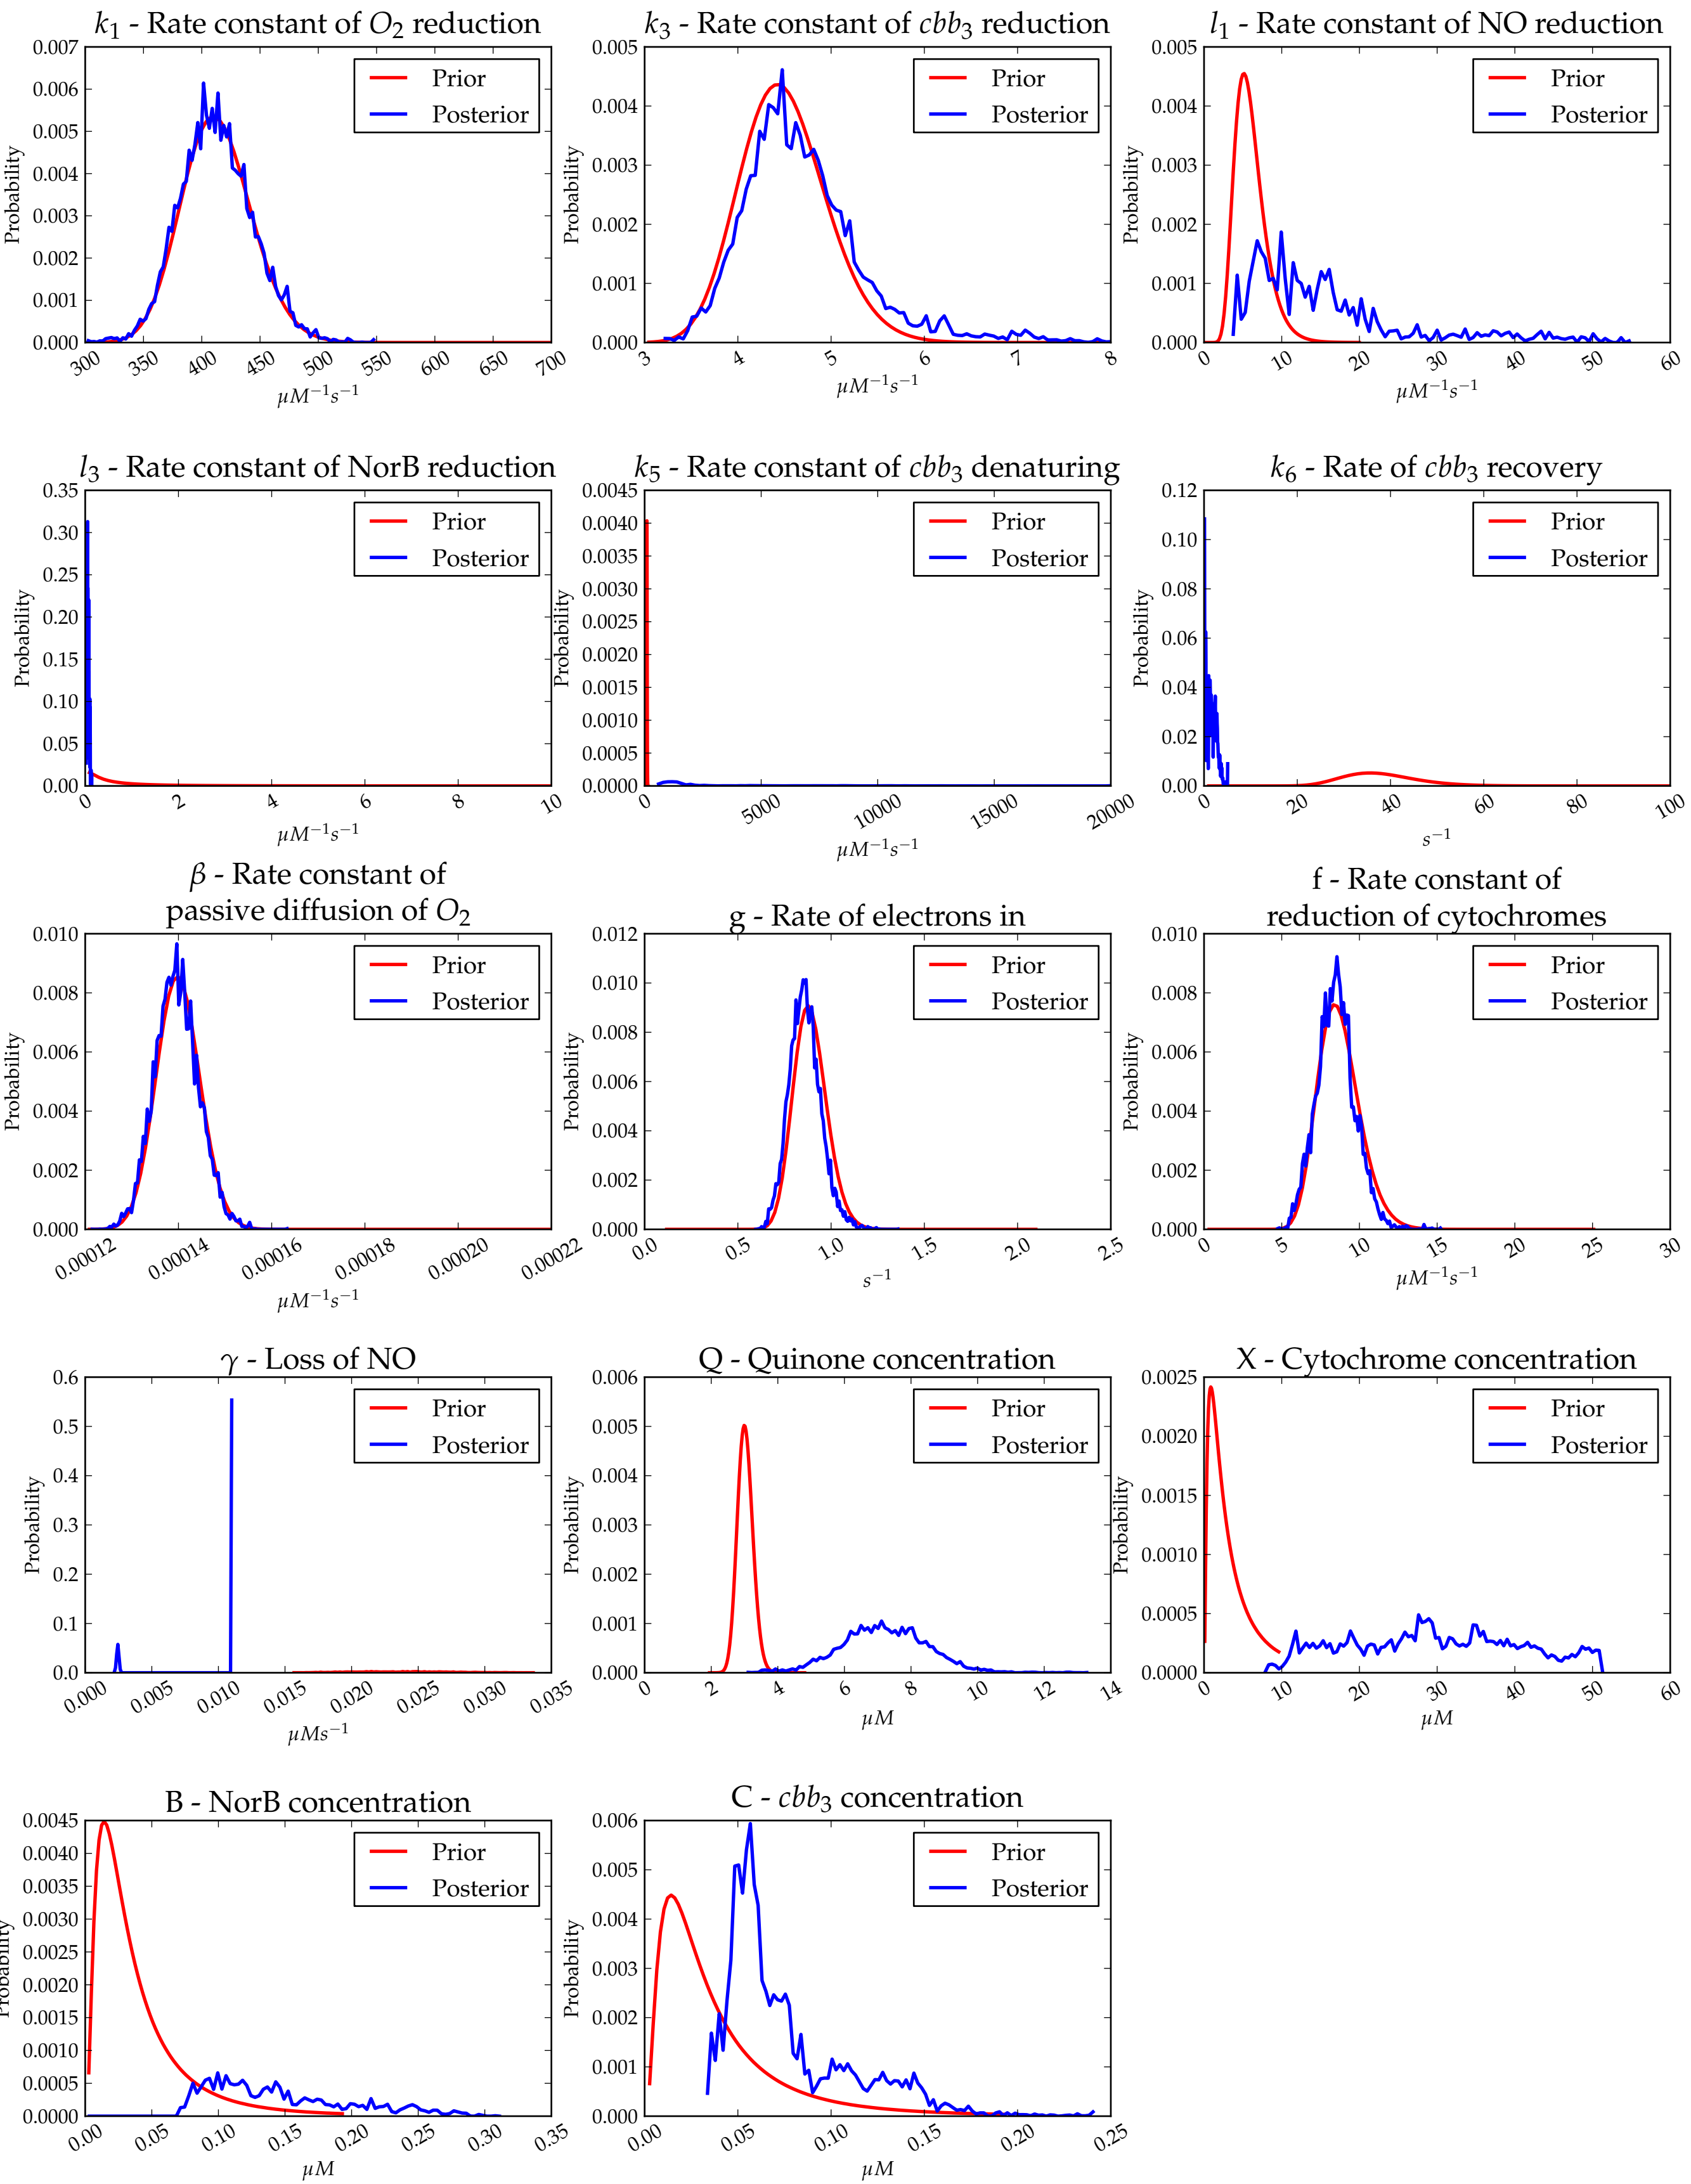 k₁ - Rate constant of O₂ reduction
0.007
0.006
0.005
0.004
0.003
0.002
0.001
0.000
Probability
Prior
Posterior
300 350 400 450 500 550 600 650 700
μM⁻¹s⁻¹
k₃ - Rate constant of cbb₃ reduction
0.005
0.004
0.003
0.002
0.001
0.000
Probability
Prior
Posterior
3 4 5 6 7 8
μM⁻¹s⁻¹
l₁ - Rate constant of NO reduction
0.005
0.004
0.003
0.002
0.001
0.000
Probability
Prior
Posterior
0 10 20 30 40 50 60
μM⁻¹s⁻¹
l₃ - Rate constant of NorB reduction
0.35
0.30
0.25
0.20
0.15
0.10
0.05
0.00
Probability
Prior
Posterior
0 2 4 6 8 10
μM⁻¹s⁻¹
k₅ - Rate constant of cbb₃ denaturing
0.0045
0.0040
0.0035
0.0030
0.0025
0.0020
0.0015
0.0010
0.0005
0.0000
Probability
Prior
Posterior
0 5000 10000 15000 20000
μM⁻¹s⁻¹
k₆ - Rate of cbb₃ recovery
0.12
0.10
0.08
0.06
0.04
0.02
0.00
Probability
Prior
Posterior
0 20 40 60 80 100
s⁻¹
β - Rate constant of
passive diffusion of O₂
0.010
0.008
0.006
0.004
0.002
0.000
Probability
Prior
Posterior
0.00012 0.00014 0.00016 0.00018 0.00020 0.00022
μM⁻¹s⁻¹
g - Rate of electrons in
0.012
0.010
0.008
0.006
0.004
0.002
0.000
Probability
Prior
Posterior
0.0 0.5 1.0 1.5 2.0 2.5
s⁻¹
f - Rate constant of
reduction of cytochromes
0.010
0.008
0.006
0.004
0.002
0.000
Probability
Prior
Posterior
0 5 10 15 20 25 30
μM⁻¹s⁻¹
γ - Loss of NO
0.6
0.5
0.4
0.3
0.2
0.1
0.0
Probability
Prior
Posterior
0.000 0.005 0.010 0.015 0.020 0.025 0.030 0.035
μMs⁻¹
Q - Quinone concentration
0.006
0.005
0.004
0.003
0.002
0.001
0.000
Probability
Prior
Posterior
0 2 4 6 8 10 12 14
μM
X - Cytochrome concentration
0.0025
0.0020
0.0015
0.0010
0.0005
0.0000
Probability
Prior
Posterior
0 10 20 30 40 50 60
μM
B - NorB concentration
0.0045
0.0040
0.0035
0.0030
0.0025
0.0020
0.0015
0.0010
0.0005
0.0000
Probability
Prior
Posterior
0.00 0.05 0.10 0.15 0.20 0.25 0.30 0.35
μM
C - cbb₃ concentration
0.006
0.005
0.004
0.003
0.002
0.001
0.000
Probability
Prior
Posterior
0.00 0.05 0.10 0.15 0.20 0.25
μM